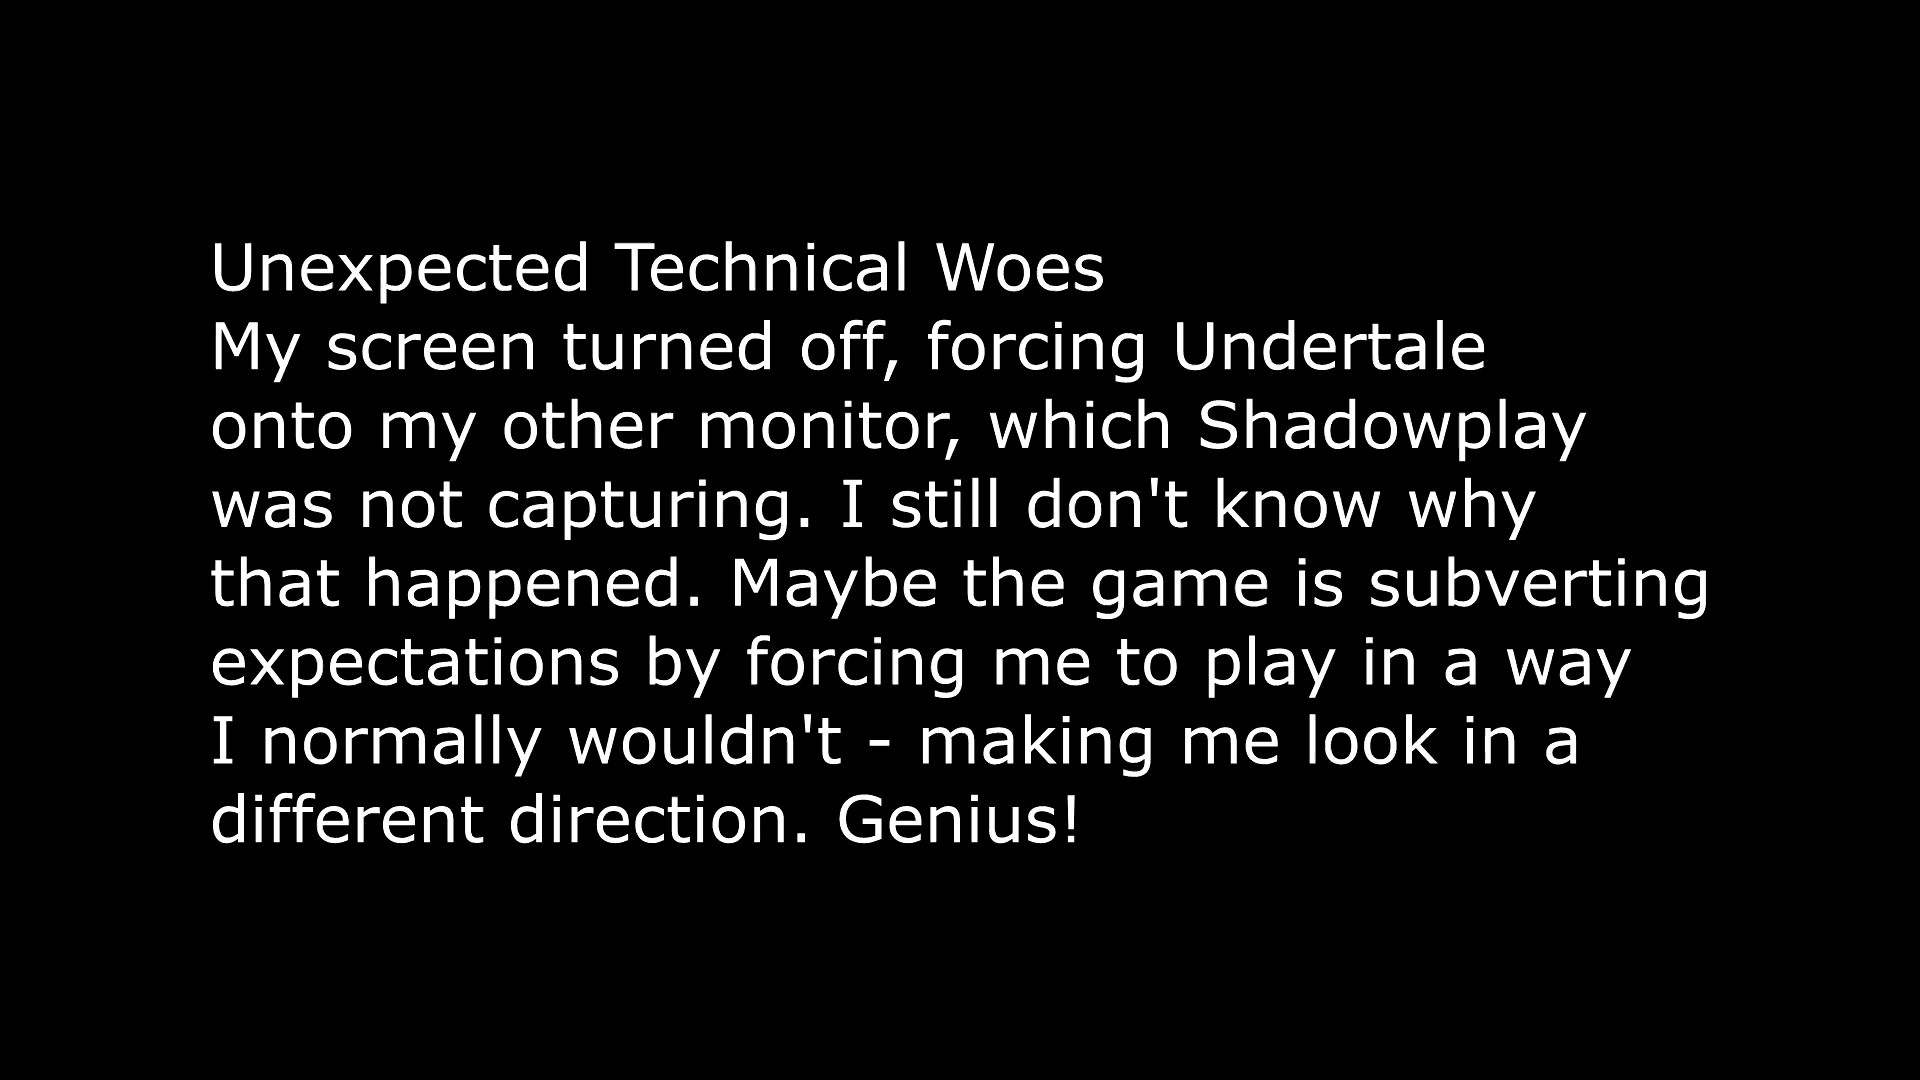 Unexpected Technical Woes
My screen turned off, forcing Undertale
onto my other monitor, which Shadowplay
was not capturing. I still don't know why
that happened. Maybe the game is subverting
expectations by forcing me to play in a way
I normally wouldn't - making me look in a
different direction. Genius!